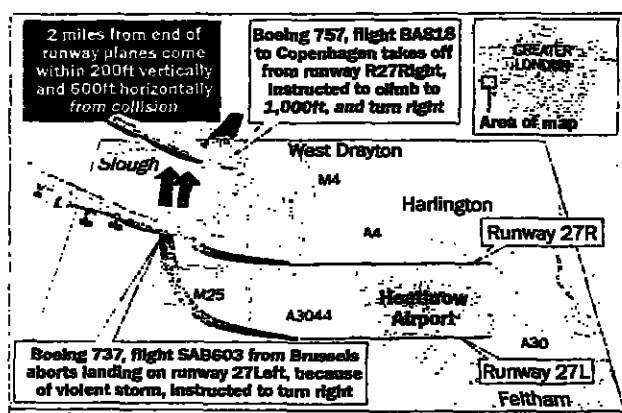 2 miles from end of
runway planes come
within 200ft vertically
and 600ft horizontally
from collision
Boeing 757, flight BA818
to Copenhagen takes off
from runway R27Right,
instructed to climb to
1,000ft, and turn right
GREATER
LONDON
Area of map
Slough
West Drayton
M4
Harlington
A4
Runway 27R
M25
A3044
Heathrow
Airport
A30
Runway 27L
Feltham
Boeing 737, flight SAB603 from Brussels
aborts landing on runway 27Left, because
of violent storm, instructed to turn right